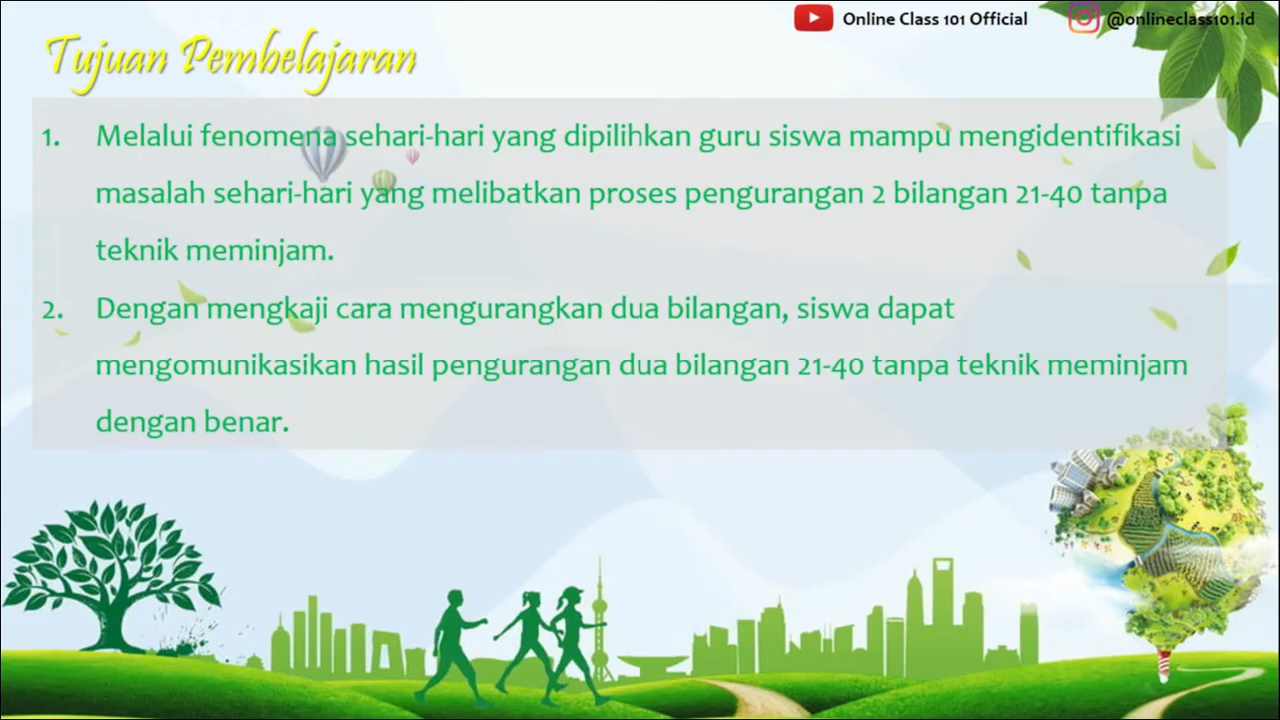 Online Class 101 Official
@onlineclass101.id
Tujuan Pembelajaran
1. Melalui fenomena sehari-hari yang dipilihkan guru siswa mampu mengidentifikasi
masalah sehari-hari yang melibatkan proses pengurangan 2 bilangan 21-40 tanpa
teknik meminjam.
2. Dengan mengkaji cara mengurangkan dua bilangan, siswa dapat
mengomunikasikan hasil pengurangan dua bilangan 21-40 tanpa teknik meminjam
dengan benar.